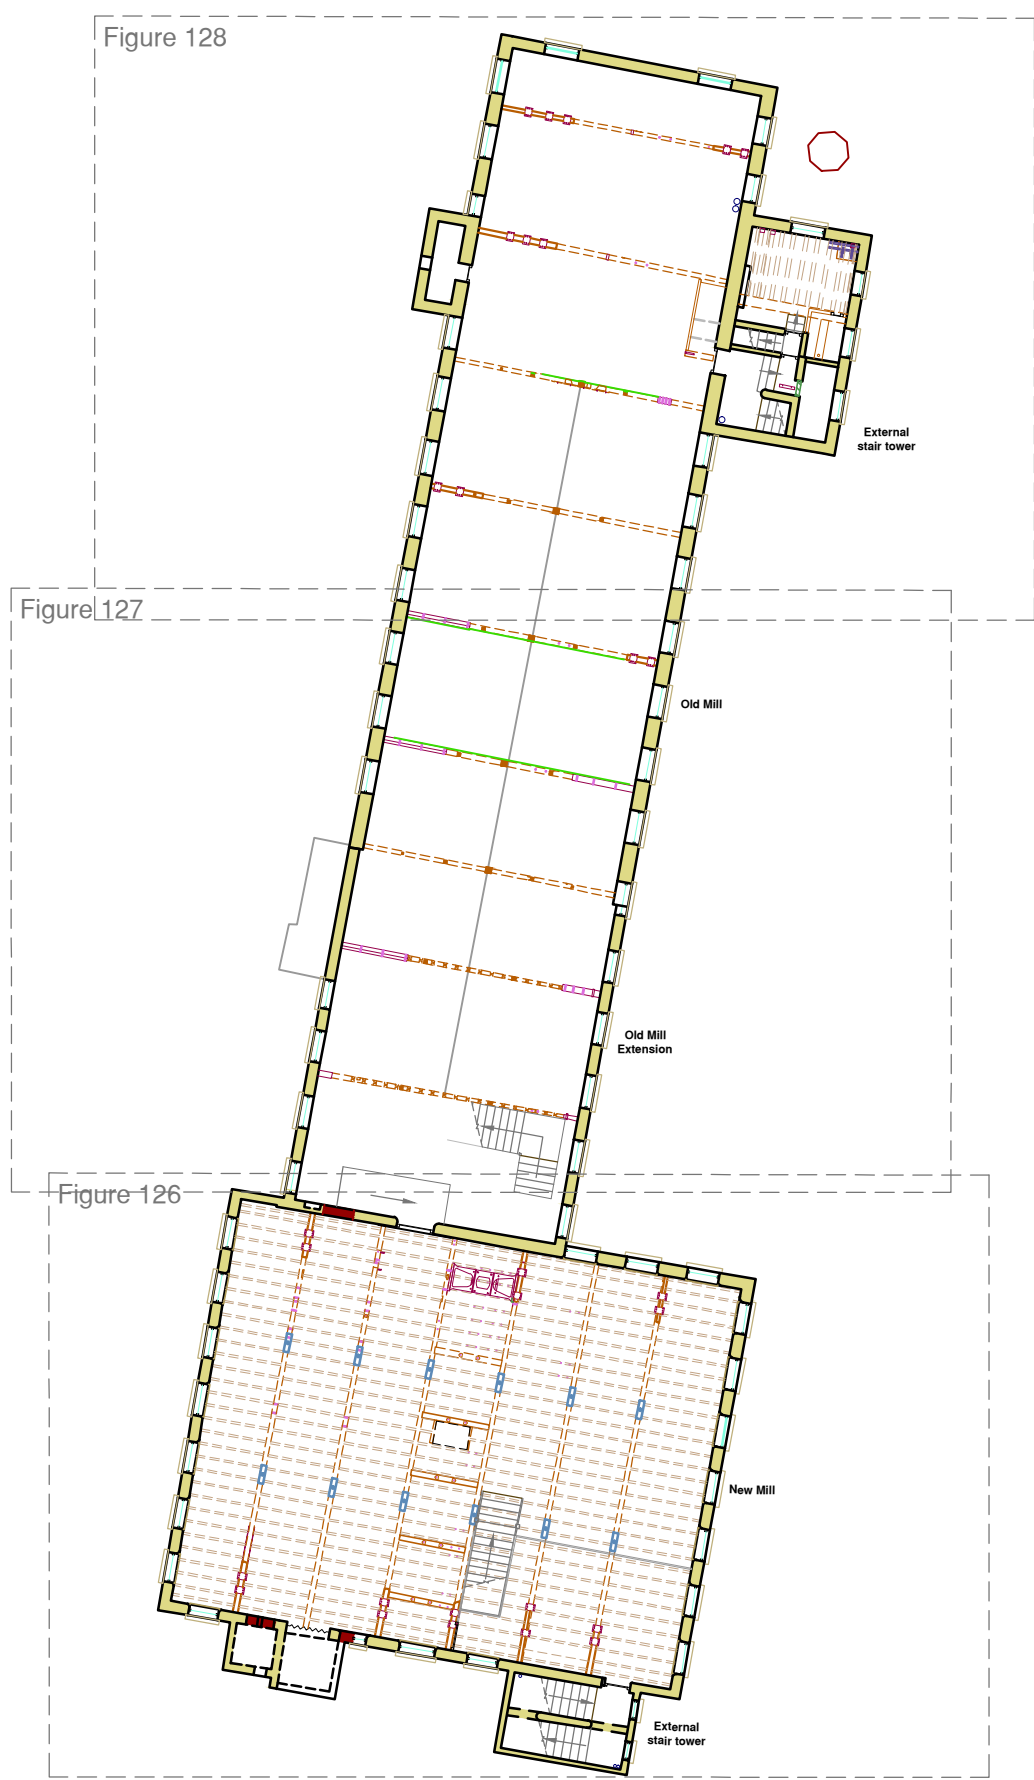 Figure 128
External
stair tower
Figure 127
Old Mill
Old Mill
Extension
Figure 126
New Mill
External
stair tower